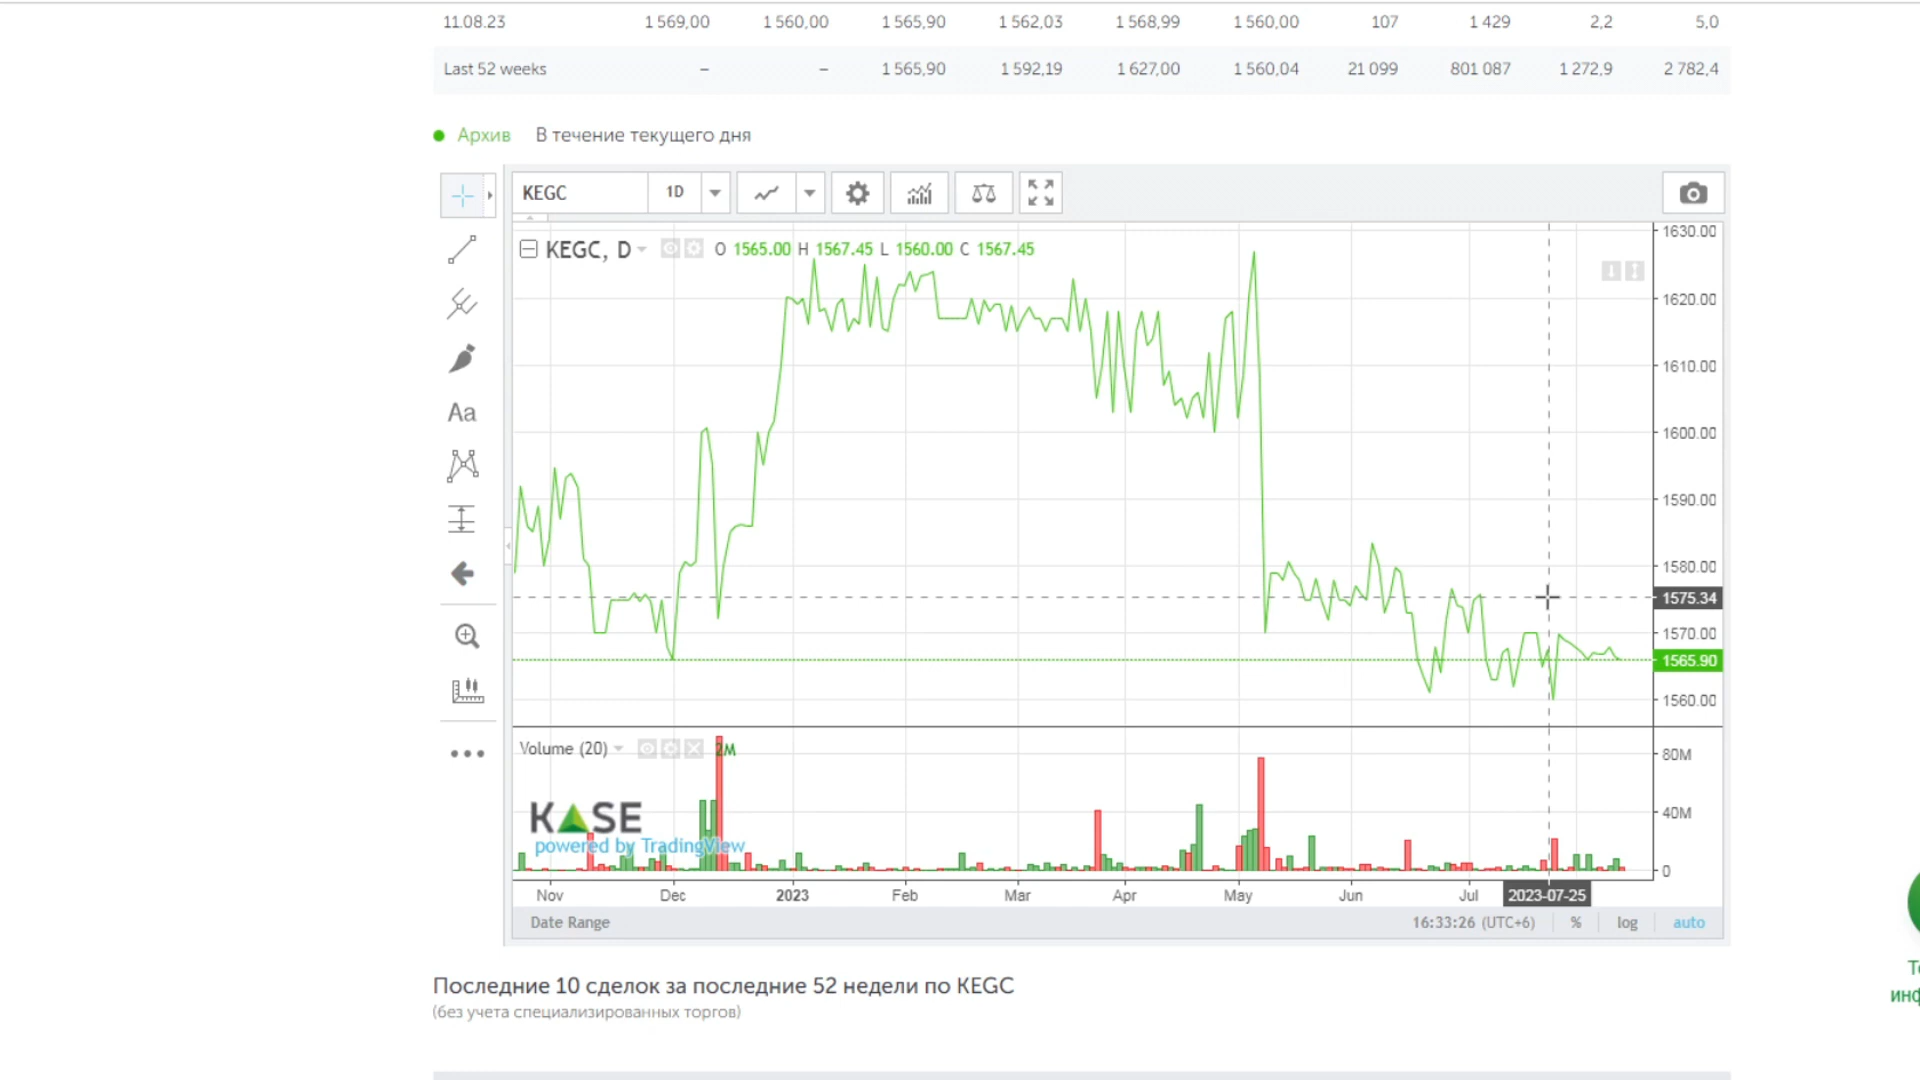 11.08.23 1 569,00 1 560,00 1 565,90 1 562,03 1 568,99 1 560,00 107 1 429 2,2 5,0
Last 52 weeks – – 1 565,90 1 592,19 1 627,00 1 560,04 21 099 801 087 1 272,9 2 782,4
Архив В течение текущего дня
KEGC 1D
KEGC, D O 1565.00 H 1567.45 L 1560.00 C 1567.45
1630.00
1620.00
1610.00
Aa
1600.00
1590.00
1580.00
1575.34
1570.00
1565.90
1560.00
Volume (20) 2M
80M
40M
KASE
powered by TradingView
0
Nov Dec 2023 Feb Mar Apr May Jun Jul 2023-07-25
Date Range 16:33:26 (UTC+6) % log auto
Последние 10 сделок за последние 52 недели по KEGC
(без учета специализированных торгов)